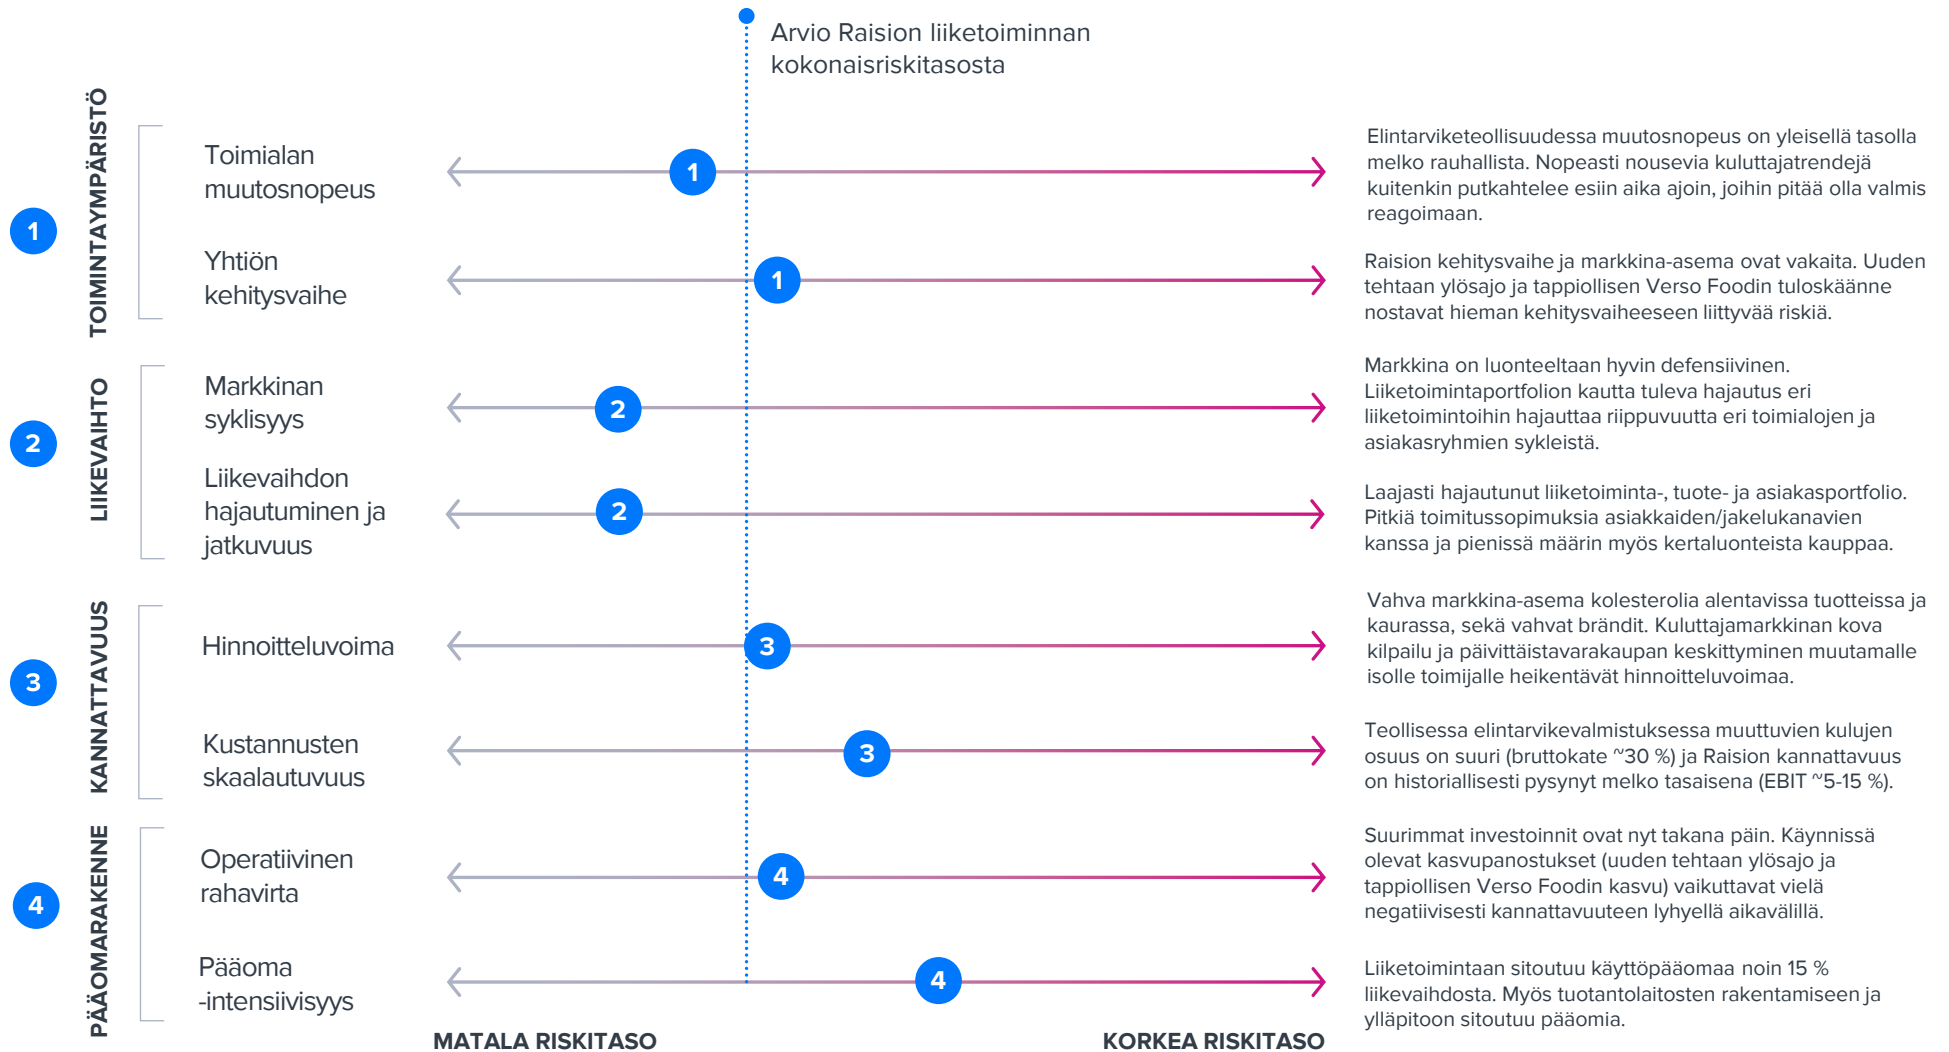 Arvio Raision liiketoiminnan
kokonaisriskitasosta
1
TOIMINTAYMPÄRISTÖ
Toimialan
muutosnopeus
1
Elintarviketeollisuudessa muutosnopeus on yleisellä tasolla
melko rauhallista. Nopeasti nousevia kuluttajatrendejä
kuitenkin putkahtelee esiin aika ajoin, joihin pitää olla valmis
reagoimaan.
Yhtiön
kehitysvaihe
1
Raision kehitysvaihe ja markkina-asema ovat vakaita. Uuden
tehtaan ylösajo ja tappiollisen Verso Foodin tuloskäänne
nostavat hieman kehitysvaiheeseen liittyvää riskiä.
2
LIIKEVAIHTO
Markkinan
syklisyys
2
Markkina on luonteeltaan hyvin defensiivinen.
Liiketoimintaportfolion kautta tuleva hajautus eri
liiketoimintoihin hajauttaa riippuvuutta eri toimialojen ja
asiakasryhmien sykleistä.
Liikevaihdon
hajautuminen ja
jatkuvuus
2
Laajasti hajautunut liiketoiminta-, tuote- ja asiakasportfolio.
Pitkiä toimitussopimuksia asiakkaiden/jakelukanavien
kanssa ja pienissä määrin myös kertaluonteista kauppaa.
3
KANNATTAVUUS
Hinnoitteluvoima
3
Vahva markkina-asema kolesterolia alentavissa tuotteissa ja
kaurassa, sekä vahvat brändit. Kuluttajamarkkinan kova
kilpailu ja päivittäistavarakaupan keskittyminen muutamalle
isolle toimijalle heikentävät hinnoitteluvoimaa.
Kustannusten
skaalautuvuus
3
Teollisessa elintarvikevalmistuksessa muuttuvien kulujen
osuus on suuri (bruttokate ~30 %) ja Raision kannattavuus
on historiallisesti pysynyt melko tasaisena (EBIT ~5-15 %).
4
PÄÄOMARAKENNE
Operatiivinen
rahavirta
4
Suurimmat investoinnit ovat nyt takana päin. Käynnissä
olevat kasvupanostukset (uuden tehtaan ylösajo ja
tappiollisen Verso Foodin kasvu) vaikuttavat vielä
negatiivisesti kannattavuuteen lyhyellä aikavälillä.
Pääoma
-intensiivisyys
4
Liiketoimintaan sitoutuu käyttöpääomaa noin 15 %
liikevaihdosta. Myös tuotantolaitosten rakentamiseen ja
ylläpitoon sitoutuu pääomia.
MATALA RISKITASO
KORKEA RISKITASO